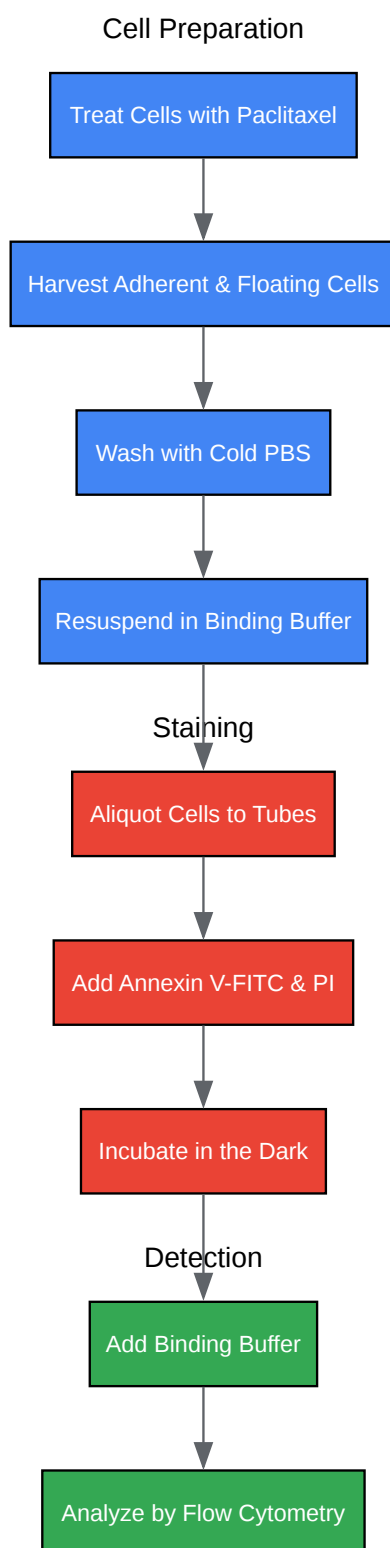 Cell Preparation
Treat Cells with Paclitaxel
Harvest Adherent & Floating Cells
Wash with Cold PBS
Resuspend in Binding Buffer
Staining
Aliquot Cells to Tubes
Add Annexin V-FITC & PI
Incubate in the Dark
Detection
Add Binding Buffer
Analyze by Flow Cytometry